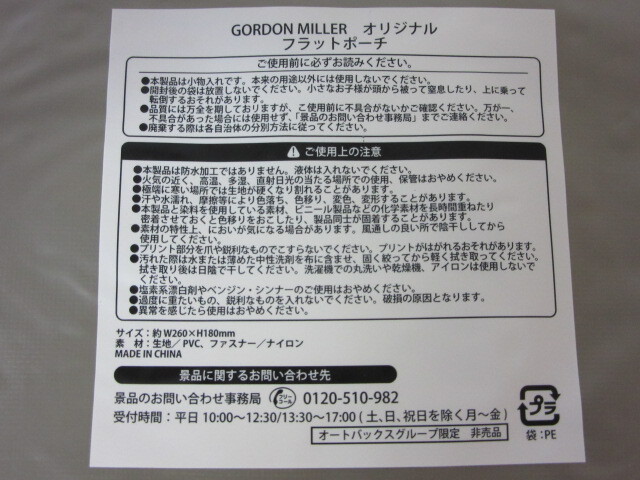 GORDON MILLER オリジナル
フラットポーチ
ご使用前に必ずお読みください。
●本製品は小物入れです。本来の用途以外には使用しないでください。
●開封後の袋は放置しないでください。小さなお子様が頭から被って窒息したり、上に乗って
転倒するおそれがあります。
●品質には万全を期しておりますが、ご使用前に不具合がないかご確認ください。万が一、
不具合があった場合には使用せず、「景品のお問い合わせ事務局」までご連絡ください。
●廃棄する際は各自治体の分別方法に従ってください。
ご使用上の注意
●本製品は防水加工ではありません。液体は入れないでください。
●火気の近く、高温、多湿、直射日光の当たる場所での使用、保管はおやめください。
●極端に寒い場所では生地が硬くなり割れることがあります。
●汗や水濡れ、摩擦等により色落ち、色移り、変色、変形することがあります。
●本製品と染料を使用している素材、ビニール製品などの化学素材を長時間重ねたり
密着させておくと色移りをおこしたり、製品同士が固着することがあります。
●素材の特性上、においが気になる場合があります。風通しの良い所で陰干ししてから
使用してください。
●プリント部分を爪や鋭利なものでこすらないでください。プリントがはがれるおそれがあります。
●汚れた際は水または薄めた中性洗剤を布に含ませ、固く絞ってから軽く拭き取ってください。
拭き取り後は日陰で干してください。洗濯機での丸洗いや乾燥機、アイロンは使用しないで
ください。
●塩素系漂白剤やベンジン・シンナーのご使用はおやめください。
●過度に重たいもの、鋭利なものを入れないでください。破損の原因となります。
●異常を感じたら使用はおやめください。
サイズ：約 W260×H180mm
素 材：生地／PVC、ファスナー／ナイロン
MADE IN CHINA
景品に関するお問い合わせ先
景品のお問い合わせ事務局 フリーコール 0120-510-982
受付時間：平日 10:00～12:30/13:30～17:00 ( 土、日、祝日を除く月～金 )
オートバックスグループ限定 非売品
プラ
袋：PE